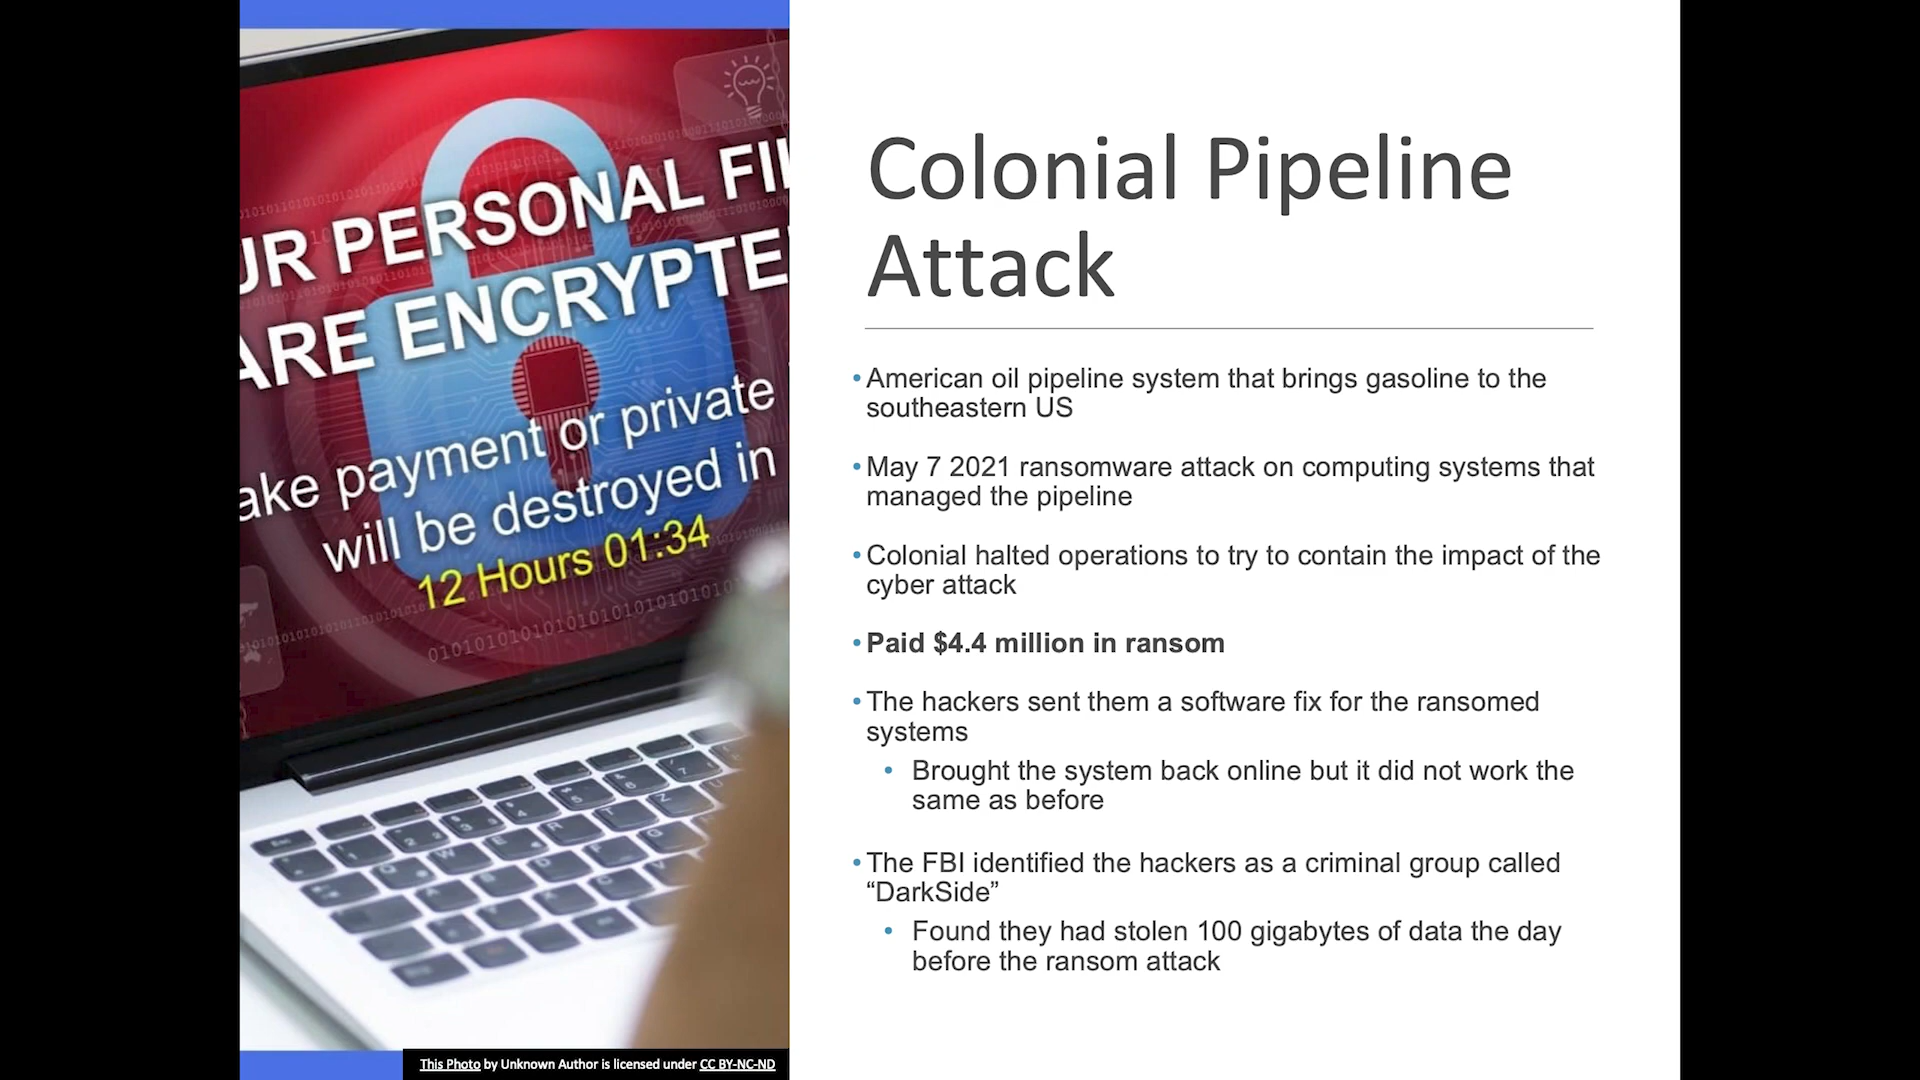 UR PERSONAL FIL
ARE ENCRYPTE
ake payment or private
will be destroyed in
12 Hours 01:34
This Photo by Unknown Author is licensed under CC BY-NC-ND
Colonial Pipeline
Attack
• American oil pipeline system that brings gasoline to the
southeastern US
• May 7 2021 ransomware attack on computing systems that
managed the pipeline
• Colonial halted operations to try to contain the impact of the
cyber attack
• Paid $4.4 million in ransom
• The hackers sent them a software fix for the ransomed
systems
• Brought the system back online but it did not work the
same as before
• The FBI identified the hackers as a criminal group called
“DarkSide”
• Found they had stolen 100 gigabytes of data the day
before the ransom attack